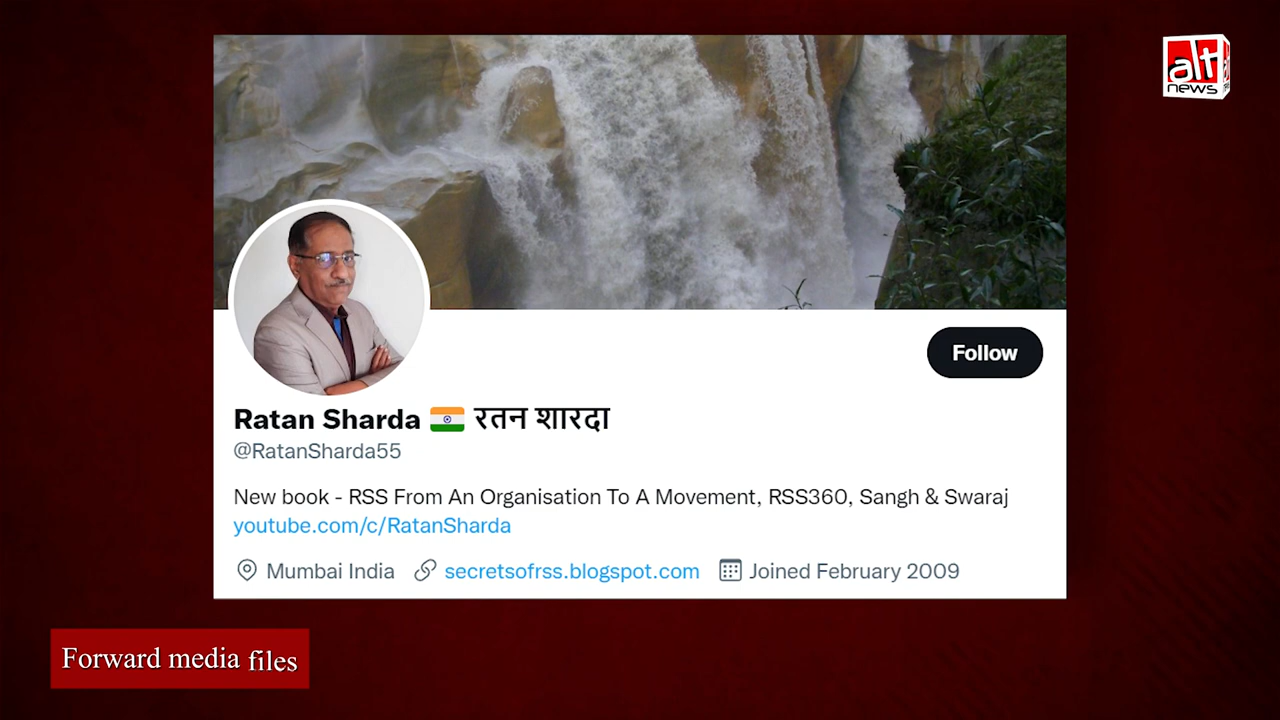 alt
news
Follow
Ratan Sharda 🇮🇳 रतन शारदा
@RatanSharda55
New book - RSS From An Organisation To A Movement, RSS360, Sangh & Swaraj
youtube.com/c/RatanSharda
Mumbai India secretsofrss.blogspot.com Joined February 2009
Forward media files